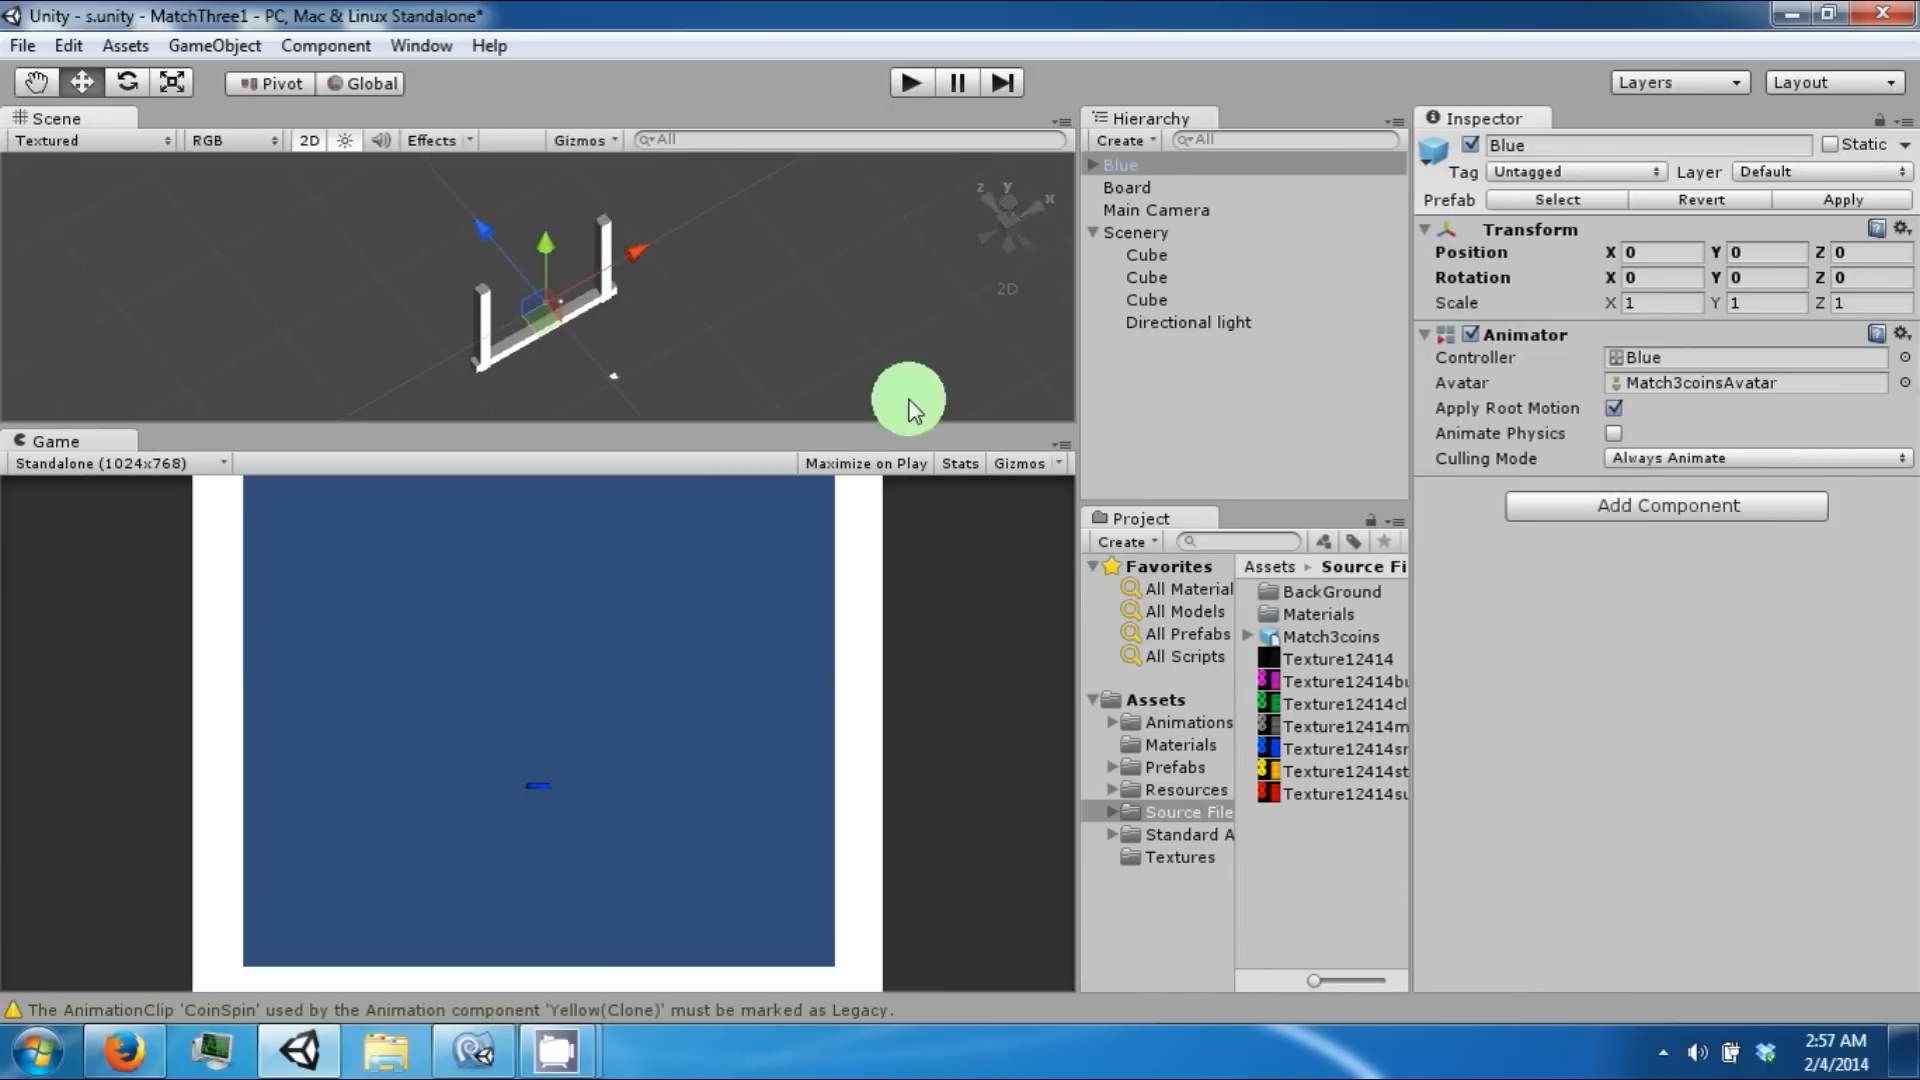 Unity - s.unity - MatchThree1 - PC, Mac & Linux Standalone*
File Edit Assets GameObject Component Window Help
Pivot Global Layers Layout
Scene
Textured RGB 2D Effects Gizmos All
z y x
2D
Game
Standalone (1024x768) Maximize on Play Stats Gizmos
Hierarchy
Create All
Blue
Board
Main Camera
Scenery
Cube
Cube
Cube
Directional light
Project
Create
Favorites
All Material
All Models
All Prefabs
All Scripts
Assets
Animations
Materials
Prefabs
Resources
Source File
Standard A
Textures
Assets Source Fi
BackGround
Materials
Match3coins
Texture12414
Texture12414bu
Texture12414cl
Texture12414m
Texture12414sr
Texture12414st
Texture12414su
Inspector
Blue Static
Tag Untagged Layer Default
Prefab Select Revert Apply
Transform
Position X 0 Y 0 Z 0
Rotation X 0 Y 0 Z 0
Scale X 1 Y 1 Z 1
Animator
Controller Blue
Avatar Match3coinsAvatar
Apply Root Motion
Animate Physics
Culling Mode Always Animate
Add Component
The AnimationClip 'CoinSpin' used by the Animation component 'Yellow(Clone)' must be marked as Legacy.
2:57 AM
2/4/2014